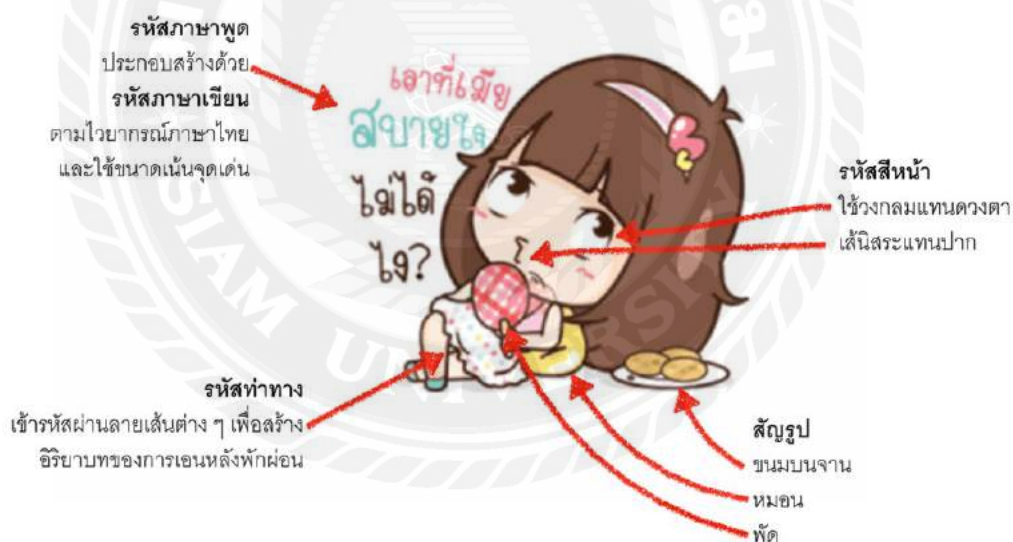 รหัสภาษาพูด
ประกอบสร้างด้วย
รหัสภาษาเขียน
ตามไวยากรณ์ภาษาไทย
และใช้ขนาดเน้นจุดเด่น
เอาที่เมีย
สบายใจ
ไม่ได้
ไง?
รหัสสีหน้า
ใช้วงกลมแทนดวงตา
เส้นิสระแทนปาก
รหัสท่าทาง
เข้ารหัสผ่านลายเส้นต่าง ๆ เพื่อสร้าง
อิริยาบทของการเอนหลังพักผ่อน
สัญรูป
ขนมบนจาน
หมอน
พัด
SIAM UNIVERSITY